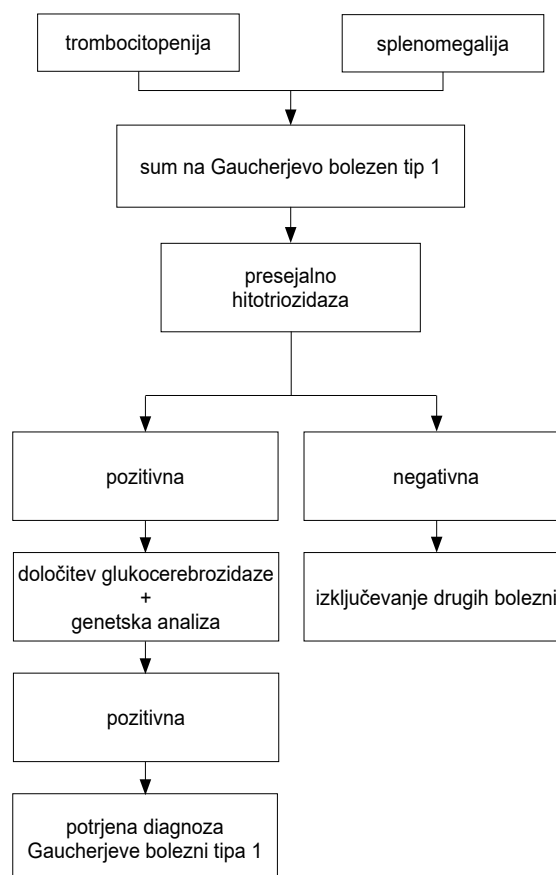 trombocitopenija
splenomegalija
sum na Gaucherjevo bolezen tip 1
presejalno
hitotriozidaza
pozitivna
negativna
določitev glukocerebrozidaze
+
genetska analiza
izključevanje drugih bolezni
pozitivna
potrjena diagnoza
Gaucherjeve bolezni tipa 1